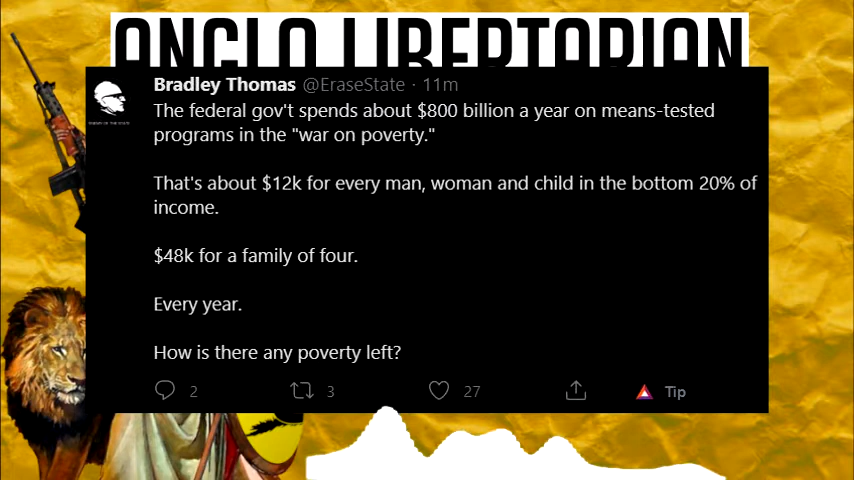 ANGLO LIBERTARIAN
Bradley Thomas @EraseState · 11m
The federal gov't spends about $800 billion a year on means-tested
programs in the "war on poverty."
That's about $12k for every man, woman and child in the bottom 20% of
income.
$48k for a family of four.
Every year.
How is there any poverty left?
2 3 27 Tip